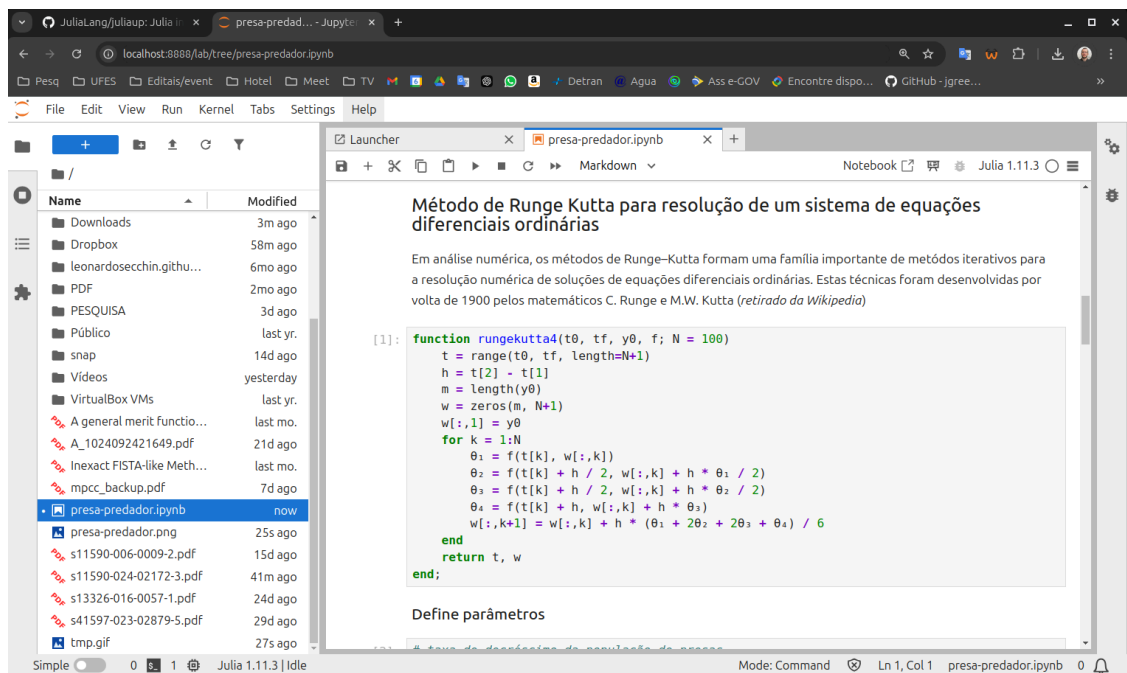 JuliaLang/juliaup: Julia in
presa-predad... - Jupyte
localhost:8888/lab/tree/presa-predador.ipynb
Pesq UFES Editais/event Hotel Meet TV Detran Agua Ass e-GOV Encontre dispo... GitHub - jgree...
File Edit View Run Kernel Tabs Settings Help
Launcher presa-predador.ipynb
Markdown Notebook Julia 1.11.3
/
Name Modified
Downloads 3m ago
Dropbox 58m ago
leonardosecchin.githu... 6mo ago
PDF 2mo ago
PESQUISA 3d ago
Público last yr.
snap 14d ago
Vídeos yesterday
VirtualBox VMs last yr.
A general merit functio... last mo.
A_1024092421649.pdf 21d ago
Inexact FISTA-like Meth... last mo.
mpcc_backup.pdf 7d ago
presa-predador.ipynb now
presa-predador.png 25s ago
s11590-006-0009-2.pdf 15d ago
s11590-024-02172-3.pdf 41m ago
s13326-016-0057-1.pdf 24d ago
s41597-023-02879-5.pdf 29d ago
tmp.gif 27s ago
Método de Runge Kutta para resolução de um sistema de equações
diferenciais ordinárias
Em análise numérica, os métodos de Runge–Kutta formam uma família importante de metódos iterativos para
a resolução numérica de soluções de equações diferenciais ordinárias. Estas técnicas foram desenvolvidas por
volta de 1900 pelos matemáticos C. Runge e M.W. Kutta (retirado da Wikipedia)
[1]: function rungekutta4(t0, tf, y0, f; N = 100)
t = range(t0, tf, length=N+1)
h = t[2] - t[1]
m = length(y0)
w = zeros(m, N+1)
w[:,1] = y0
for k = 1:N
θ₁ = f(t[k], w[:,k])
θ₂ = f(t[k] + h / 2, w[:,k] + h * θ₁ / 2)
θ₃ = f(t[k] + h / 2, w[:,k] + h * θ₂ / 2)
θ₄ = f(t[k] + h, w[:,k] + h * θ₃)
w[:,k+1] = w[:,k] + h * (θ₁ + 2θ₂ + 2θ₃ + θ₄) / 6
end
return t, w
end;
Define parâmetros
# taxa de decréscimo da população de presas
Simple 0 1 Julia 1.11.3 | Idle Mode: Command Ln 1, Col 1 presa-predador.ipynb 0